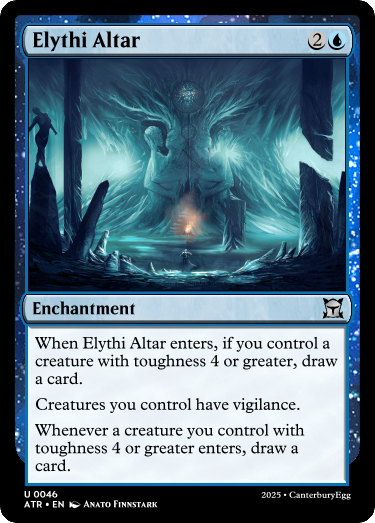 Elythi Altar 2
Enchantment
When Elythi Altar enters, if you control a
creature with toughness 4 or greater, draw
a card.
Creatures you control have vigilance.
Whenever a creature you control with
toughness 4 or greater enters, draw a
card.
U 0046
ATR • EN Anato Finnstark
2025 • CanterburyEgg